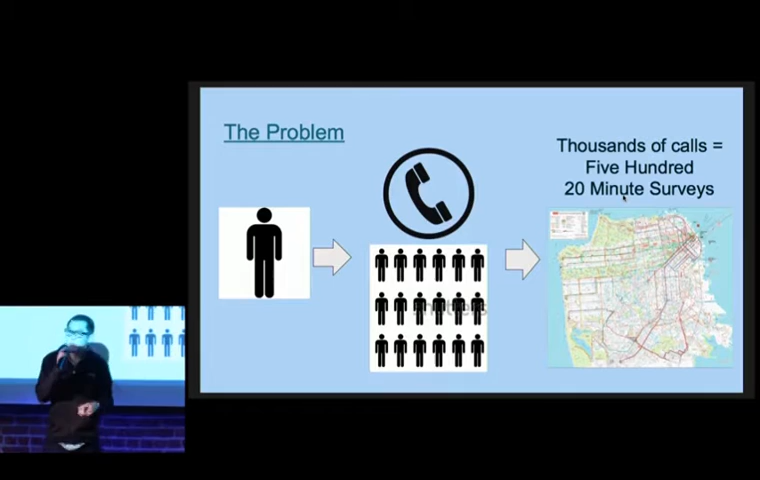 The Problem
Thousands of calls =
Five Hundred
20 Minute Surveys